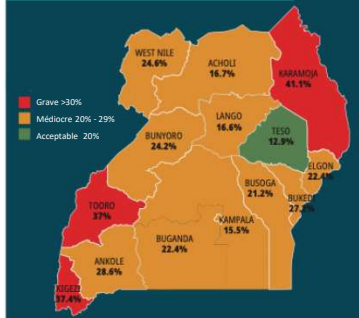 WEST NILE
24.6%
ACHOLI
16.7%
KARAMOJA
41.1%
Grave >30%
Médiocre 20% - 29%
Acceptable 20%
LANGO
16.6%
TESO
12.9%
BUNYORO
24.2%
ELGON
22.4%
BUSOGA
21.2%
BUKEDI
27.3%
TOORO
37%
KAMPALA
15.5%
BUGANDA
22.4%
ANKOLE
28.6%
KIGEZI
37.4%